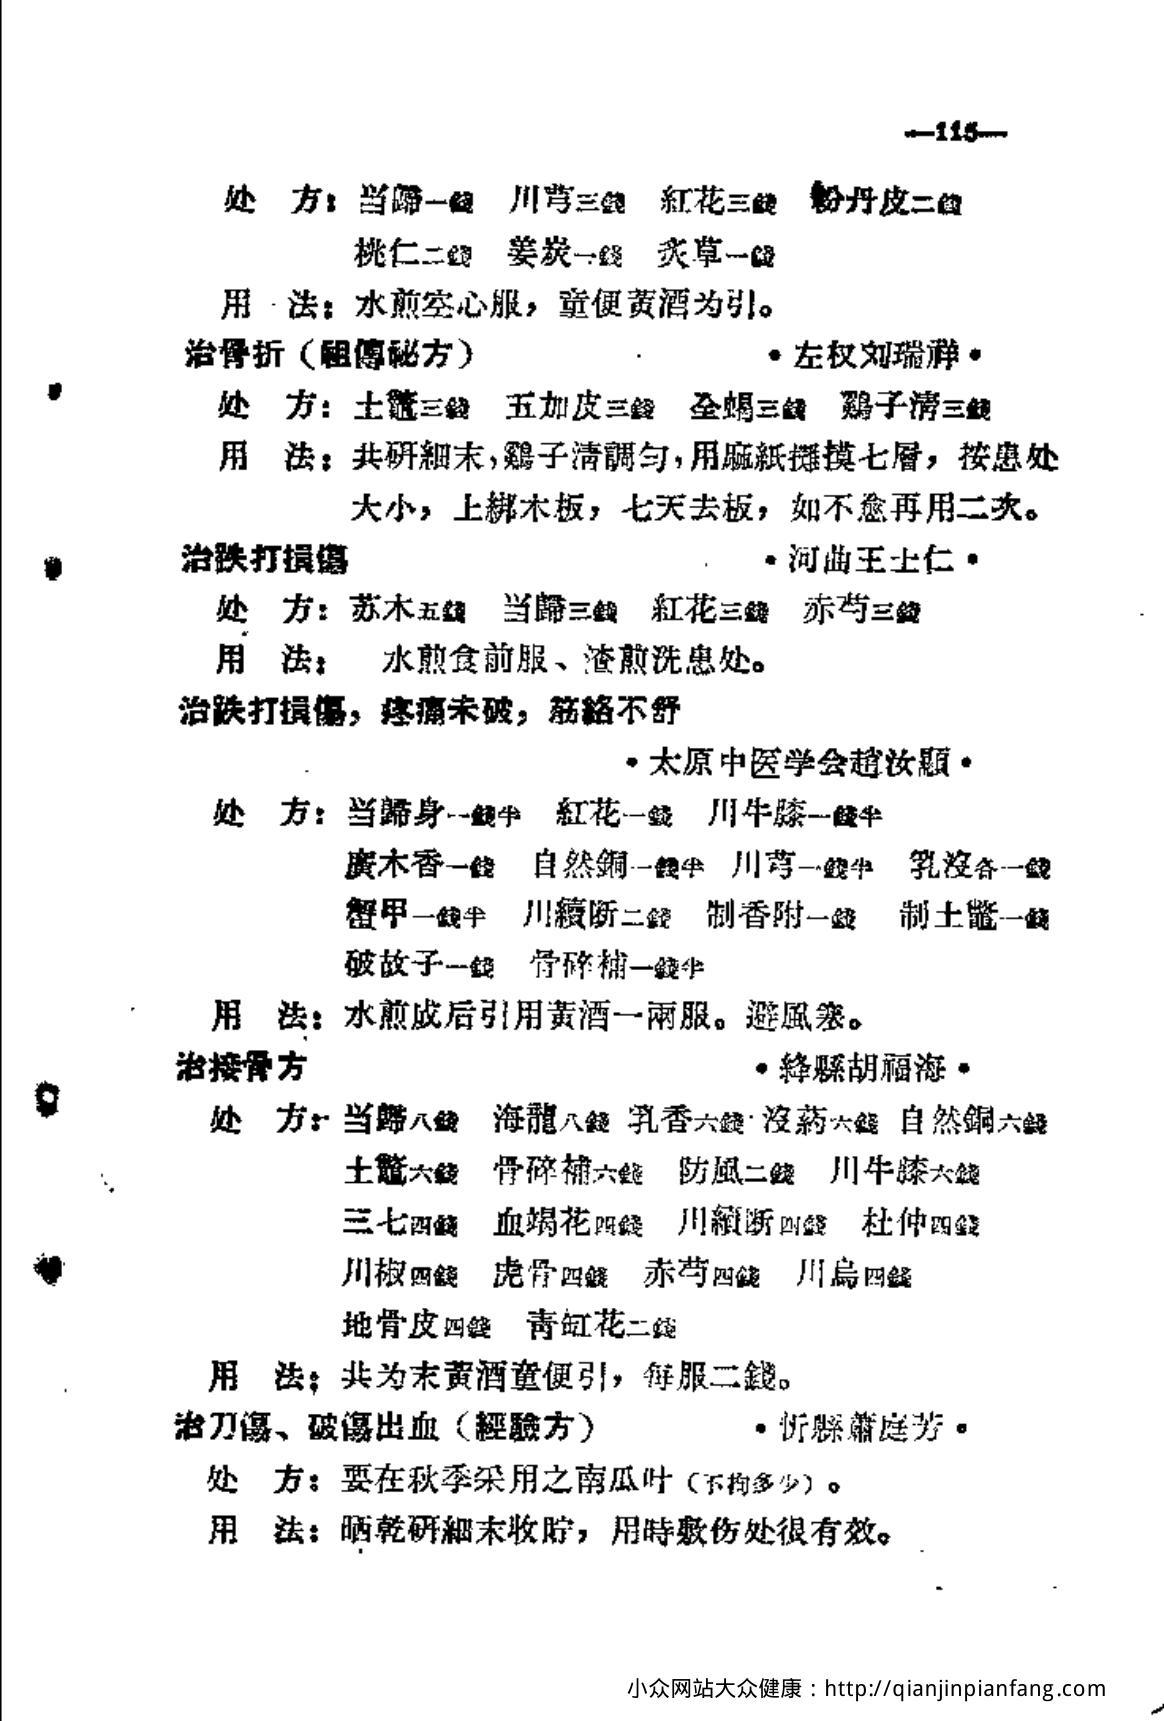 —115—
处　方：当歸一錢　川芎三錢　紅花三錢　粉丹皮二錢
桃仁二錢　姜炭一錢　炙草一錢
用　法：水煎空心服，童便黄酒为引。
治骨折（祖傳秘方）　•左权刘瑞祥•
处　方：土鱉三錢　五加皮三錢　全蝎三錢　鷄子清三錢
用　法：共研細末，鷄子清調匀，用麻紙攤摸七層，按患处
大小，上綁木板，七天去板，如不愈再用二次。
治跌打損傷　•河曲王士仁•
处　方：苏木五錢　当歸三錢　紅花三錢　赤芍三錢
用　法：　水煎食前服、渣煎洗患处。
治跌打損傷，疼痛未破，筋絡不舒
•太原中医学会趙汝顯•
处　方：当歸身一錢半　紅花一錢　川牛膝一錢半
廣木香一錢　自然銅一錢半　川芎一錢半　乳沒各一錢
蟹甲一錢半　川續断二錢　制香附一錢　制土鱉一錢
破故子一錢　骨碎補一錢半
用　法：水煎成后引用黃酒一兩服。避風寒。
治接骨方　•絳縣胡福海•
处　方：当歸八錢　海龍八錢　乳香六錢　沒葯六錢　自然銅六錢
土鱉六錢　骨碎補六錢　防風二錢　川牛膝六錢
三七四錢　血竭花四錢　川續断四錢　杜仲四錢
川椒四錢　虎骨四錢　赤芍四錢　川烏四錢
地骨皮四錢　青紅花二錢
用　法：共为末黄酒童便引，每服二錢。
治刀傷、破傷出血（經驗方）　•忻縣蕭庭芳•
处　方：要在秋季采用之南瓜叶（不拘多少）。
用　法：晒乾研細末收貯，用時敷伤处很有效。
小众网站大众健康：http://qianjinpianfang.com